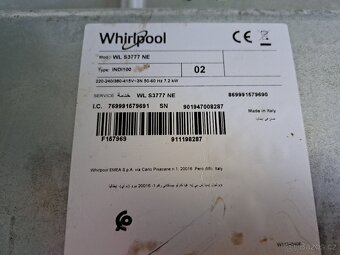 Whirlpool
CE
Mod.: WL S3777 NE
Type: INDI100
02
220-240/380-415V~3N 50-60 Hz 7,2 kW
SERVICE خدمة WL S3777 NE 869991579690
I.C. 769991579691 SN 901947008287
Made in Italy
F157969
911198287
Whirlpool EMEA S.p.A. via Carlo Pisacane n.1, 20016 Pero (MI), Italy